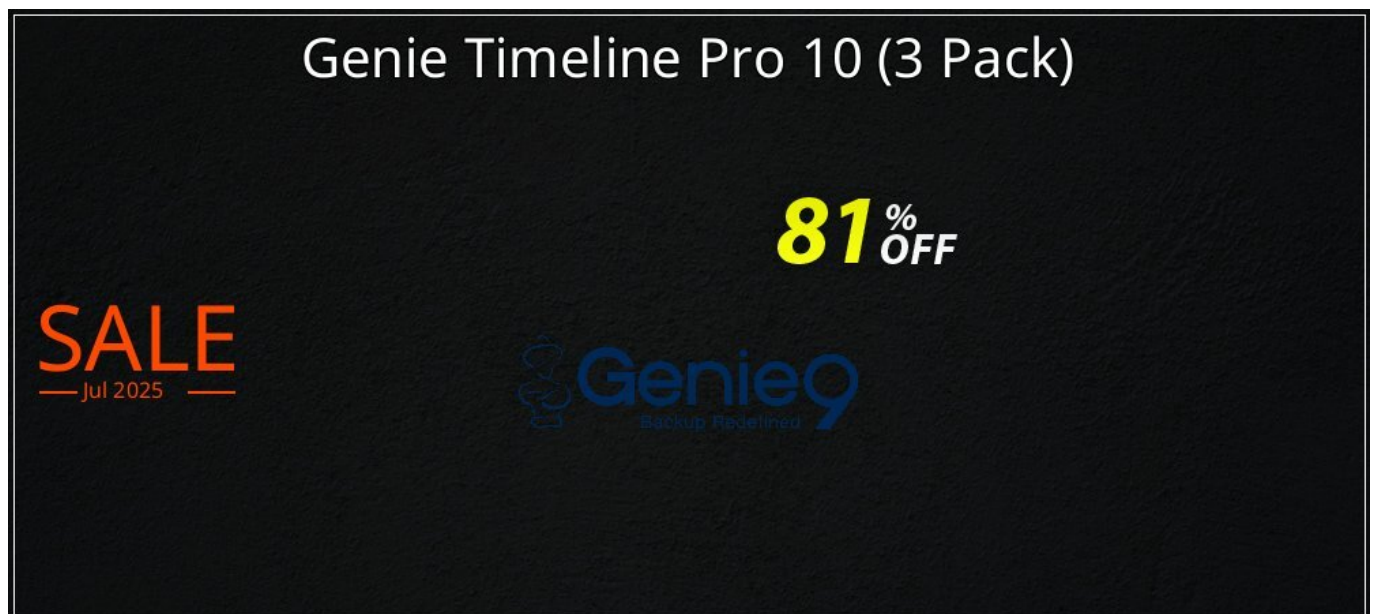 Genie Timeline Pro 10 (3 Pack)
81% OFF
SALE
Jul 2025
Genie9
Backup Redefined